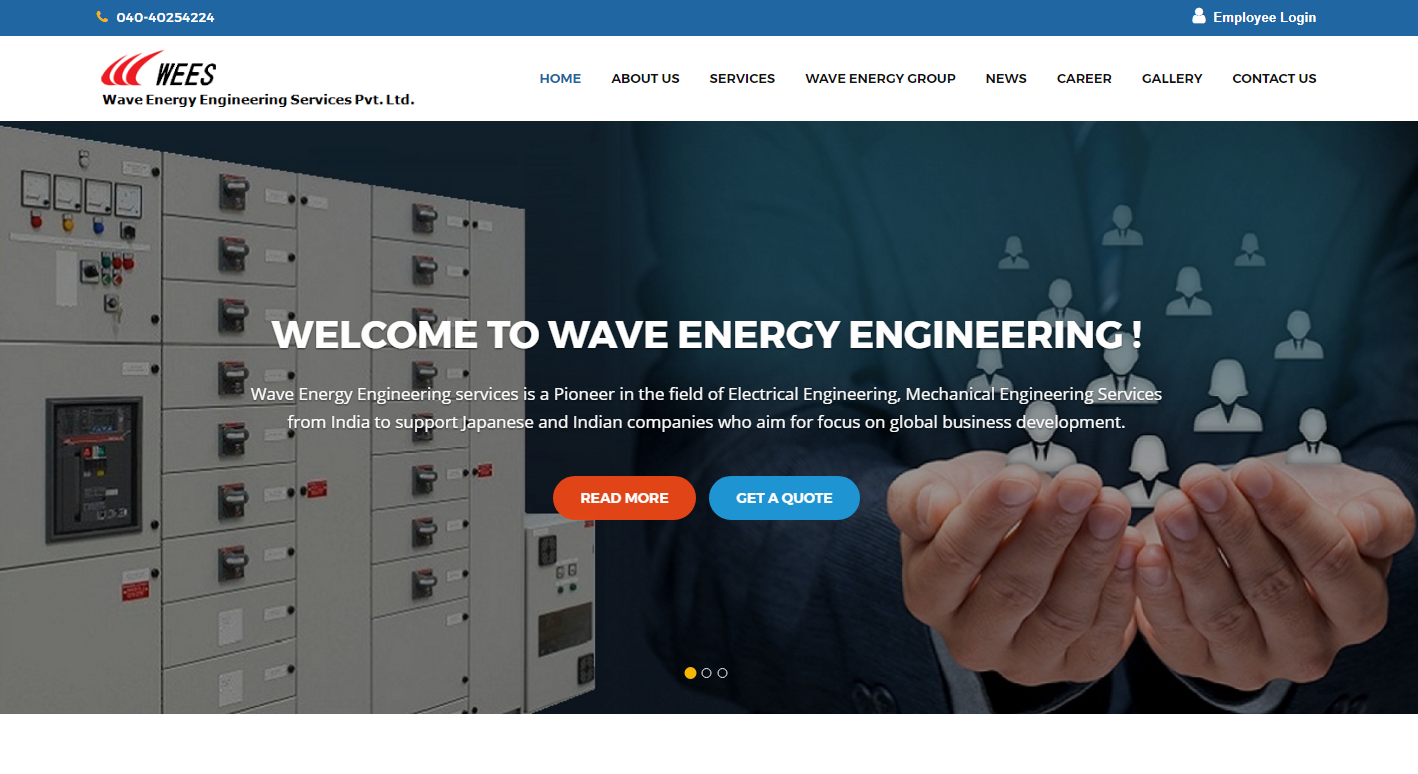 040-40254224
Employee Login
WEES
Wave Energy Engineering Services Pvt. Ltd.
HOME ABOUT US SERVICES WAVE ENERGY GROUP NEWS CAREER GALLERY CONTACT US
WELCOME TO WAVE ENERGY ENGINEERING !
Wave Energy Engineering services is a Pioneer in the field of Electrical Engineering, Mechanical Engineering Services
from India to support Japanese and Indian companies who aim for focus on global business development.
READ MORE
GET A QUOTE